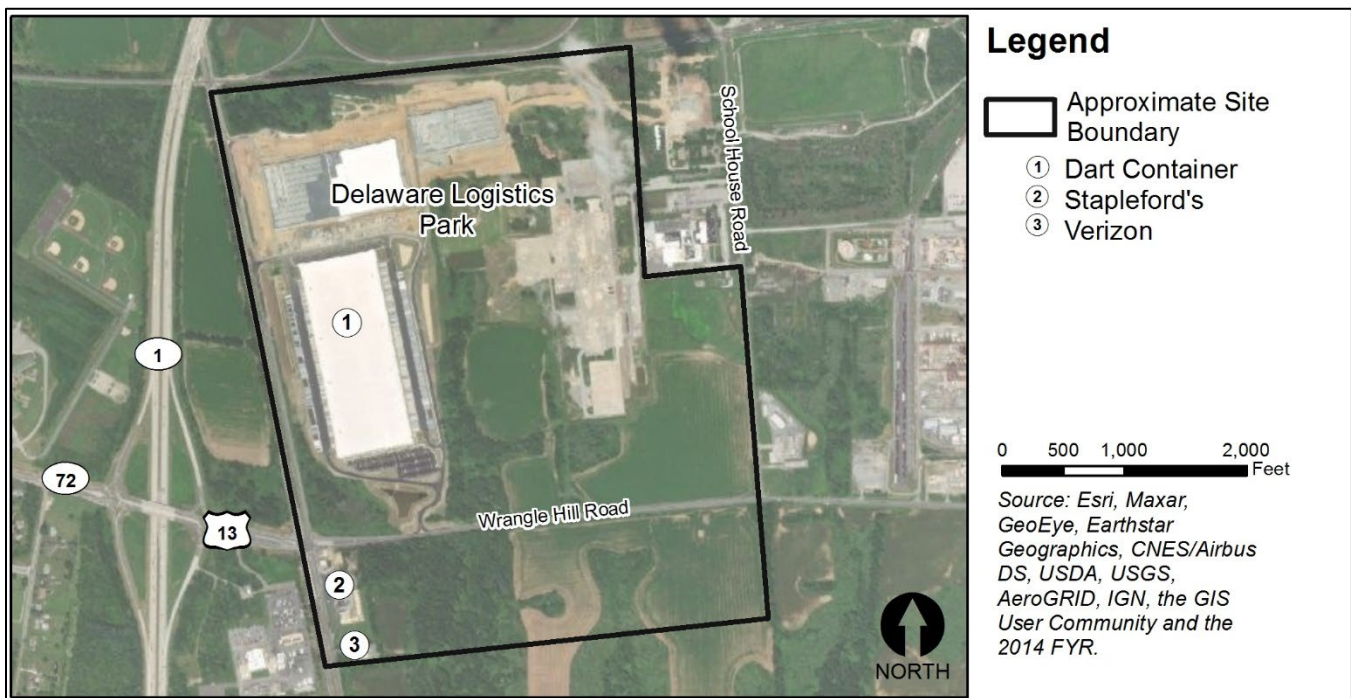 School House Road
Delaware Logistics
Park
1
1
72
13
Wrangle Hill Road
2
3
NORTH
Legend
Approximate Site
Boundary
1 Dart Container
2 Stapleford's
3 Verizon
0 500 1,000 2,000
Feet
Source: Esri, Maxar,
GeoEye, Earthstar
Geographics, CNES/Airbus
DS, USDA, USGS,
AeroGRID, IGN, the GIS
User Community and the
2014 FYR.